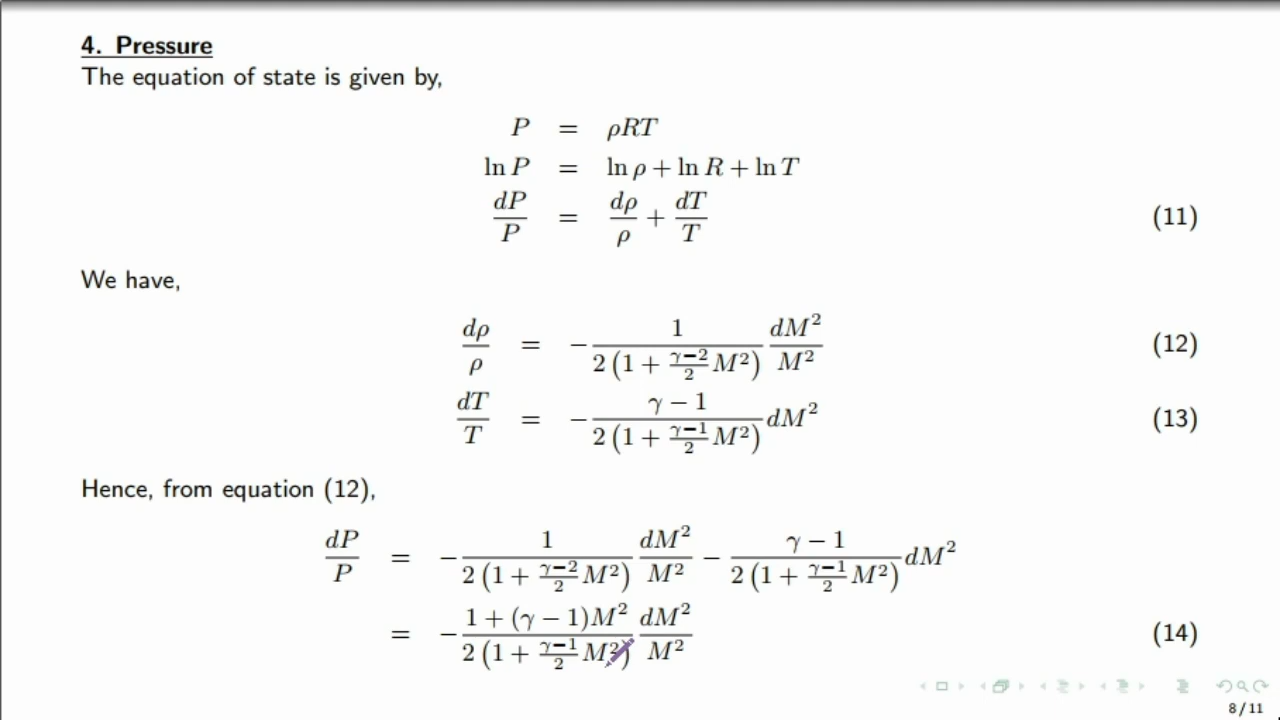 4. Pressure
The equation of state is given by,
P = ρRT
ln P = ln ρ + ln R + ln T
dP/P = dρ/ρ + dT/T (11)
We have,
dρ/ρ = − 1/(2(1 + (γ−2)/2 M²)) dM²/M² (12)
dT/T = − (γ − 1)/(2(1 + (γ−1)/2 M²)) dM² (13)
Hence, from equation (12),
dP/P = − 1/(2(1 + (γ−2)/2 M²)) dM²/M² − (γ − 1)/(2(1 + (γ−1)/2 M²)) dM²
= − (1 + (γ − 1)M²)/(2(1 + (γ−1)/2 M²)) dM²/M² (14)
8/11